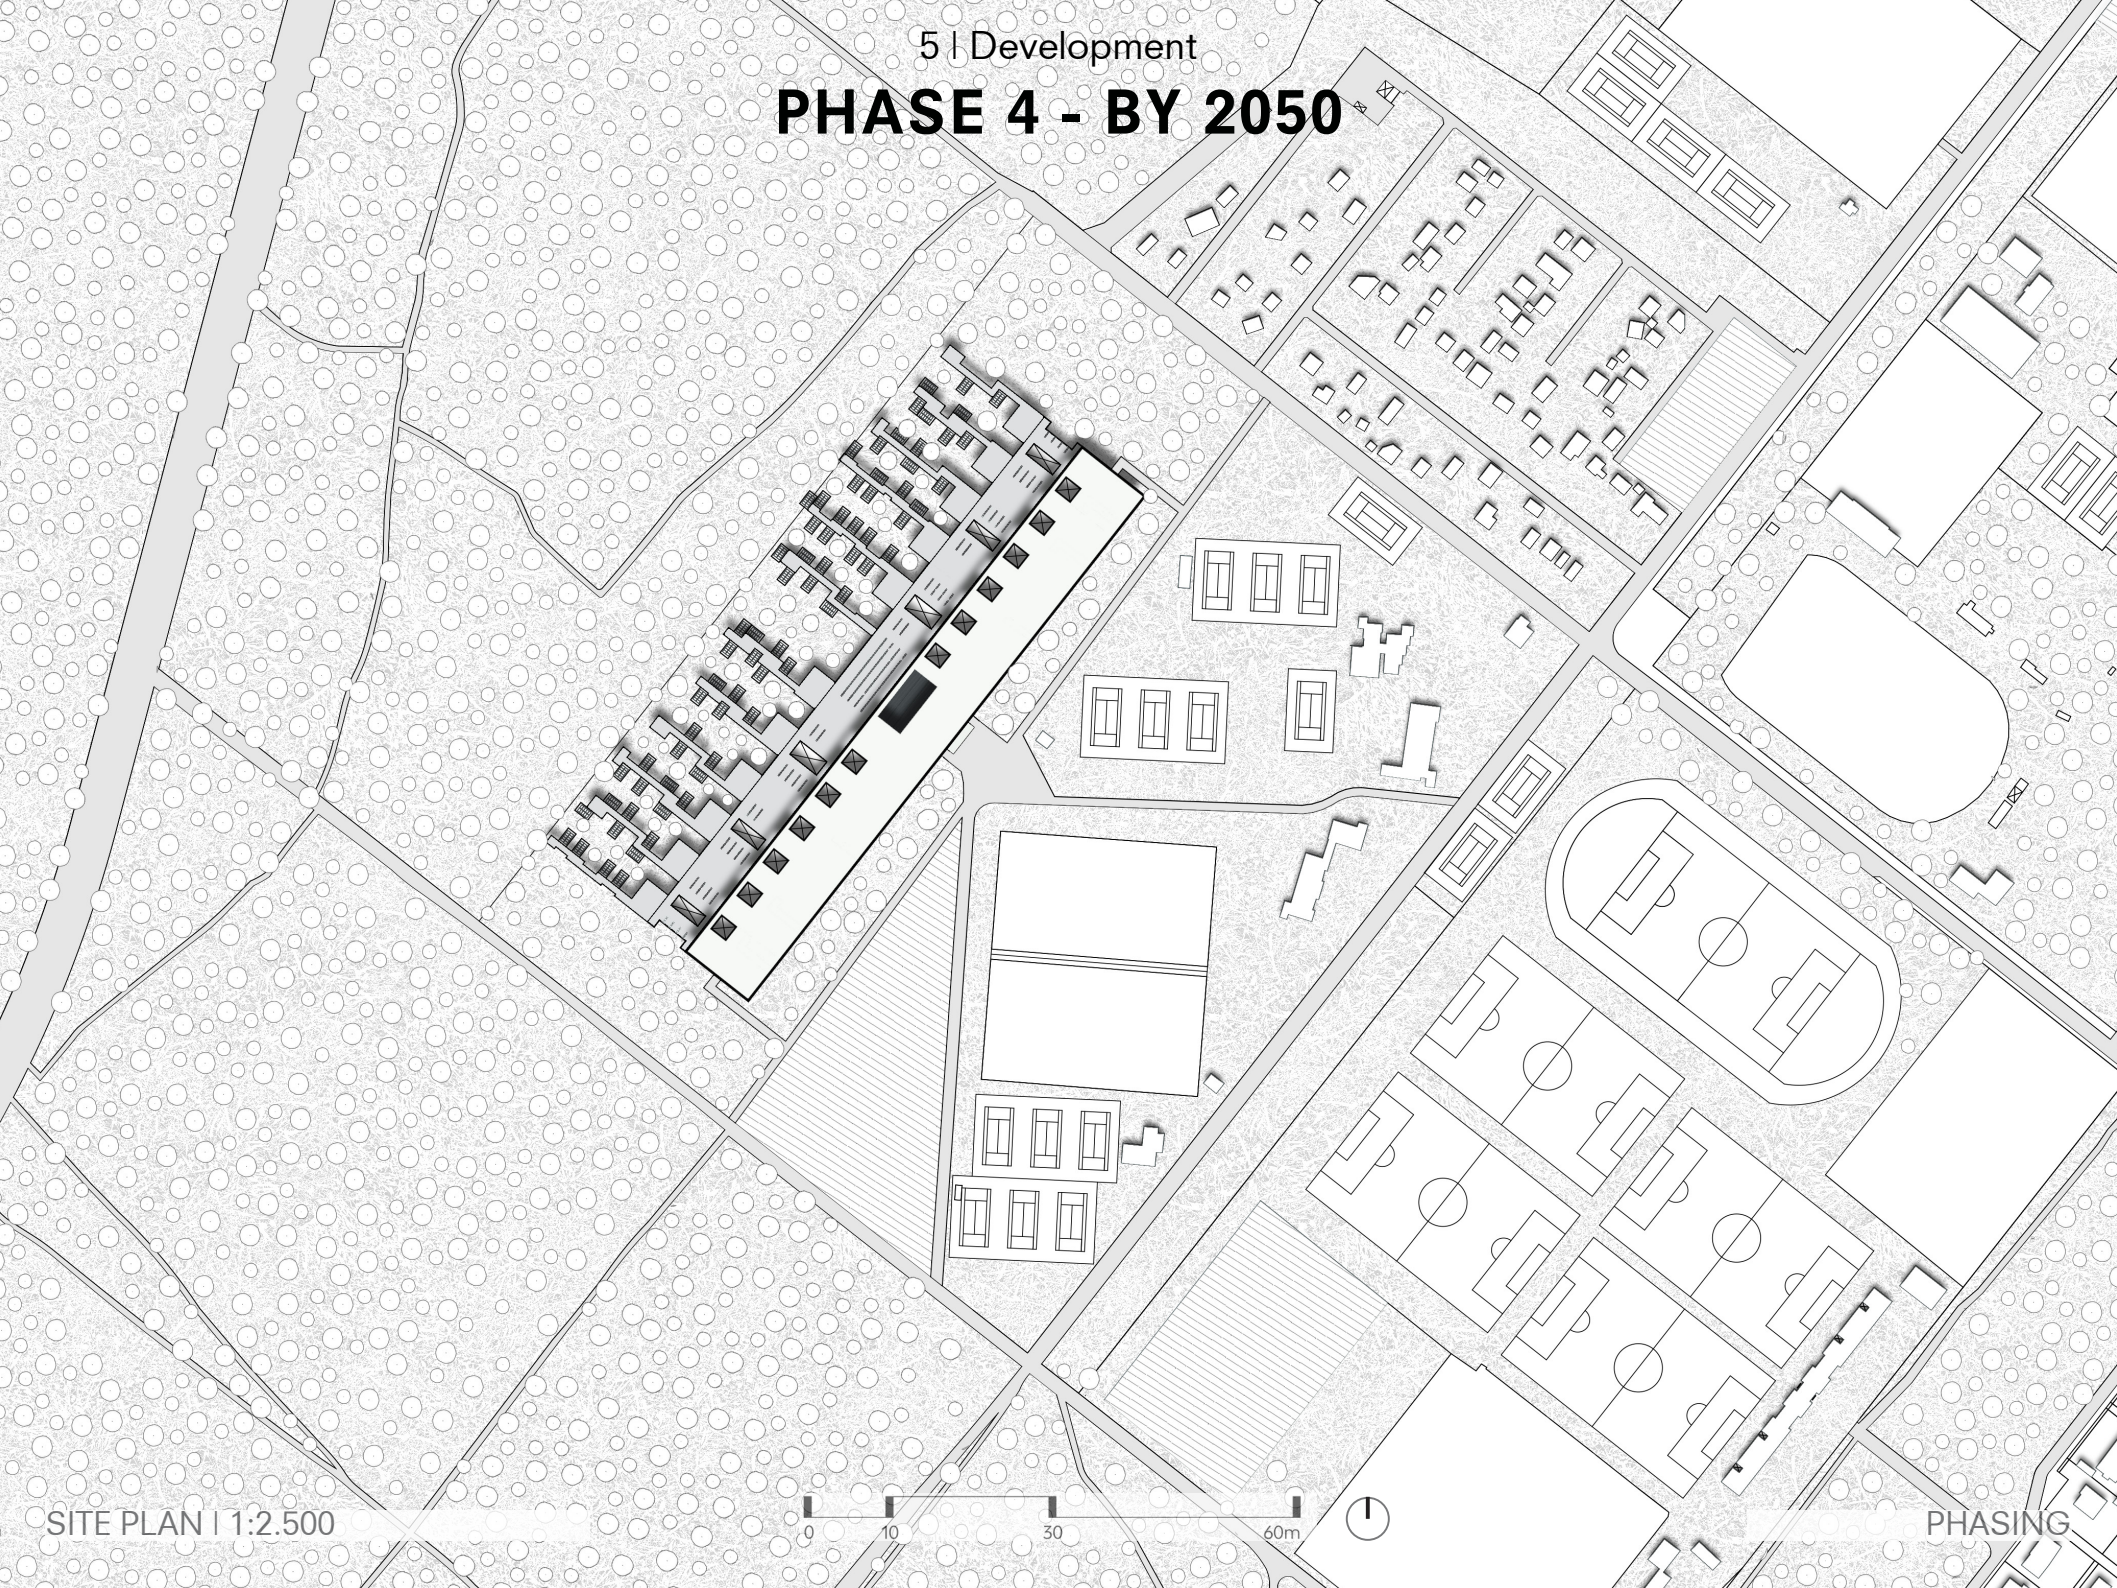 5 | Development
PHASE 4 - BY 2050
SITE PLAN | 1:2.500
0 10 30 60m
PHASING